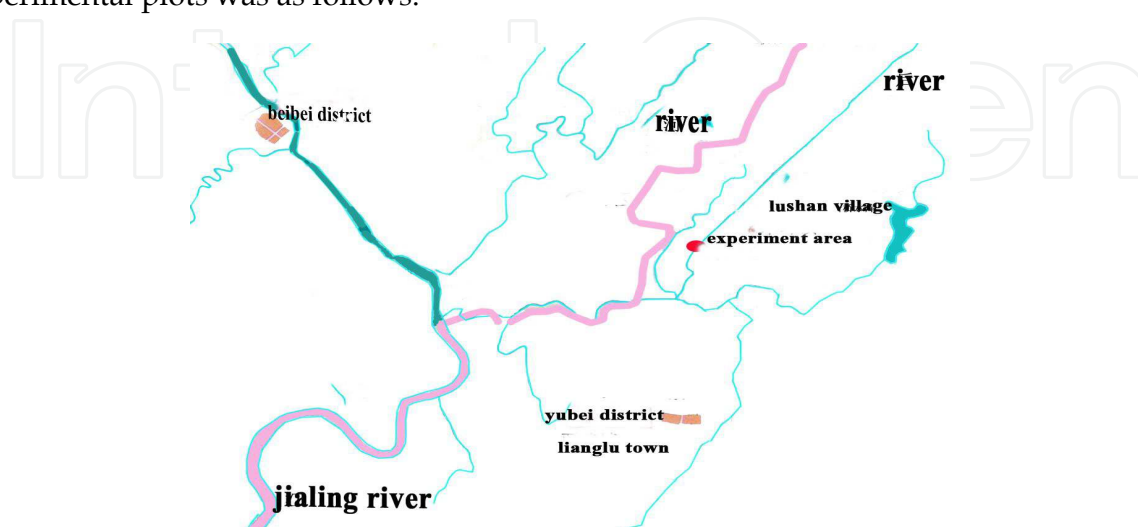 perimental plots was as follows:
river
beibei district
river
lushan village
experiment area
yubei district
lianglu town
jialing river